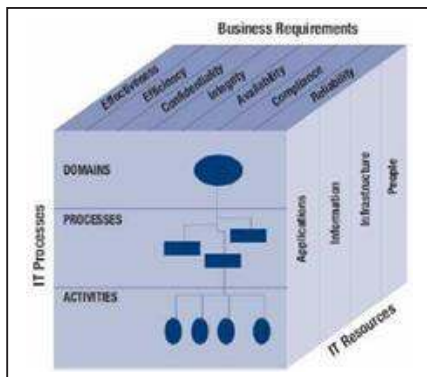 Business Requirements
Effectiveness
Efficiency
Confidentiality
Integrity
Availability
Compliance
Reliability
IT Processes
DOMAINS
PROCESSES
ACTIVITIES
Applications
Information
Infrastructure
People
IT Resources